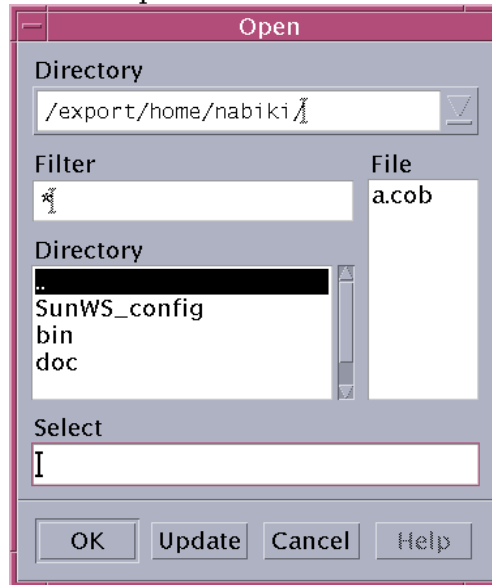 Open
Directory
/export/home/nabiki/
Filter
File
*
a.cob
Directory
..
SunWS_config
bin
doc
Select
OK Update Cancel Help